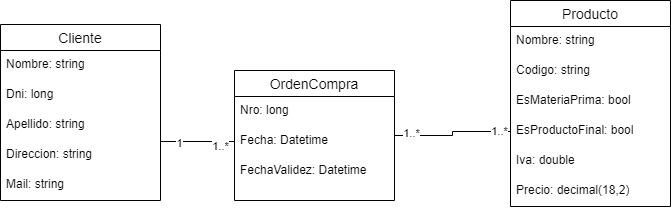 Cliente
Nombre: string
Dni: long
Apellido: string
Direccion: string
Mail: string
1
1..*
OrdenCompra
Nro: long
Fecha: Datetime
FechaValidez: Datetime
1..*
1..*
Producto
Nombre: string
Codigo: string
EsMateriaPrima: bool
EsProductoFinal: bool
Iva: double
Precio: decimal(18,2)